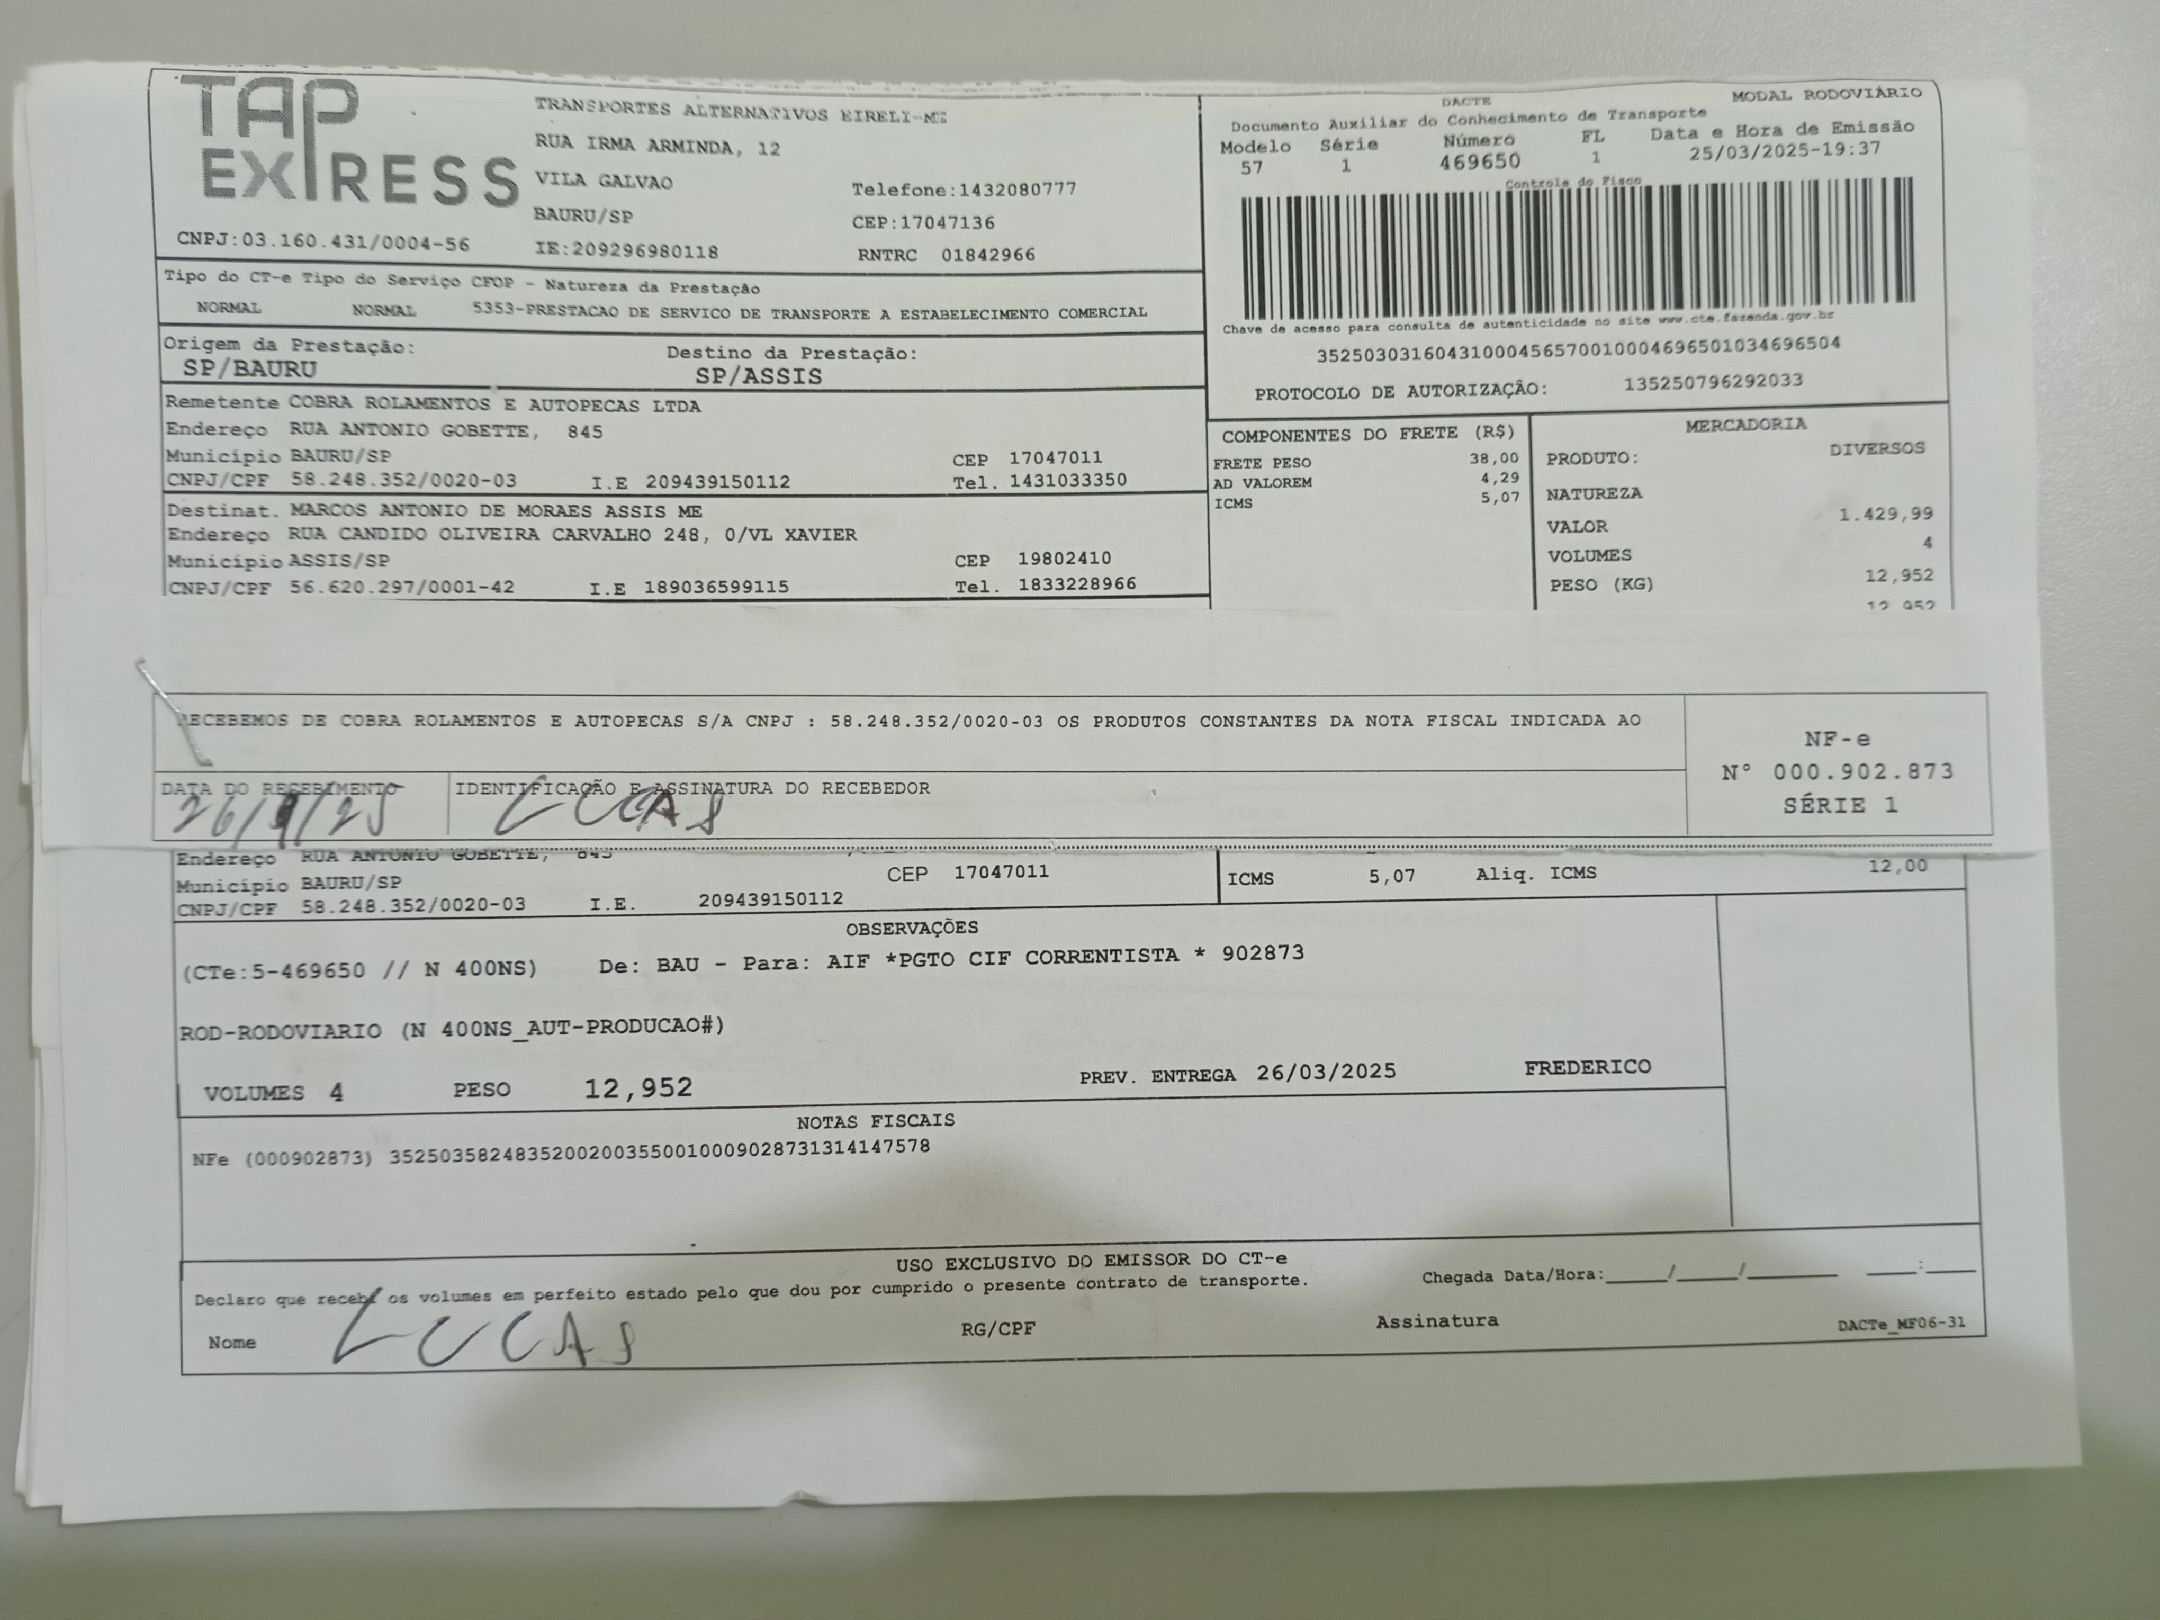 TAP EXPRESS
TRANSPORTES ALTERNATIVOS EIRELI-ME
RUA IRMA ARMINDA, 12
VILA GALVAO
Telefone:1432080777
BAURU/SP
CEP:17047136
CNPJ:03.160.431/0004-56
IE:209296980118
RNTRC 01842966
DACTE
MODAL RODOVIÁRIO
Documento Auxiliar do Conhecimento de Transporte
Modelo Série Número FL Data e Hora de Emissão
57 1 469650 1 25/03/2025-19:37
Controle do Fisco
Chave de acesso para consulta de autenticidade no site www.cte.fazenda.gov.br
35250303160431000456570010004696501034696504
PROTOCOLO DE AUTORIZAÇÃO: 135250796292033
Tipo do CT-e Tipo do Serviço CFOP - Natureza da Prestação
NORMAL NORMAL 5353-PRESTACAO DE SERVICO DE TRANSPORTE A ESTABELECIMENTO COMERCIAL
Origem da Prestação: Destino da Prestação:
SP/BAURU SP/ASSIS
Remetente COBRA ROLAMENTOS E AUTOPECAS LTDA
Endereço RUA ANTONIO GOBETTE, 845
Município BAURU/SP CEP 17047011
CNPJ/CPF 58.248.352/0020-03 I.E 209439150112 Tel. 1431033350
Destinat. MARCOS ANTONIO DE MORAES ASSIS ME
Endereço RUA CANDIDO OLIVEIRA CARVALHO 248, 0/VL XAVIER
Município ASSIS/SP CEP 19802410
CNPJ/CPF 56.620.297/0001-42 I.E 189036599115 Tel. 1833228966
COMPONENTES DO FRETE (R$)
FRETE PESO 38,00
AD VALOREM 4,29
ICMS 5,07
MERCADORIA
PRODUTO: DIVERSOS
NATUREZA
VALOR 1.429,99
VOLUMES 4
PESO (KG) 12,952
12,952
RECEBEMOS DE COBRA ROLAMENTOS E AUTOPECAS S/A CNPJ : 58.248.352/0020-03 OS PRODUTOS CONSTANTES DA NOTA FISCAL INDICADA AO
NF-e
N° 000.902.873
SÉRIE 1
DATA DO RECEBIMENTO IDENTIFICAÇÃO E ASSINATURA DO RECEBEDOR
LUCAS
Endereço RUA ANTONIO GOBETTE, 845
Município BAURU/SP CEP 17047011
CNPJ/CPF 58.248.352/0020-03 I.E. 209439150112
ICMS 5,07 Aliq. ICMS 12,00
OBSERVAÇÕES
(CTe:5-469650 // N 400NS) De: BAU - Para: AIF *PGTO CIF CORRENTISTA * 902873
ROD-RODOVIARIO (N 400NS_AUT-PRODUCAO#)
VOLUMES 4 PESO 12,952 PREV. ENTREGA 26/03/2025 FREDERICO
NOTAS FISCAIS
NFe (000902873) 35250358248352002003550010009028731314147578
USO EXCLUSIVO DO EMISSOR DO CT-e
Declaro que recebi os volumes em perfeito estado pelo que dou por cumprido o presente contrato de transporte.
Chegada Data/Hora:_____/_____/_______ ____:____
Nome LUCAS RG/CPF Assinatura DACTe_MF06-31